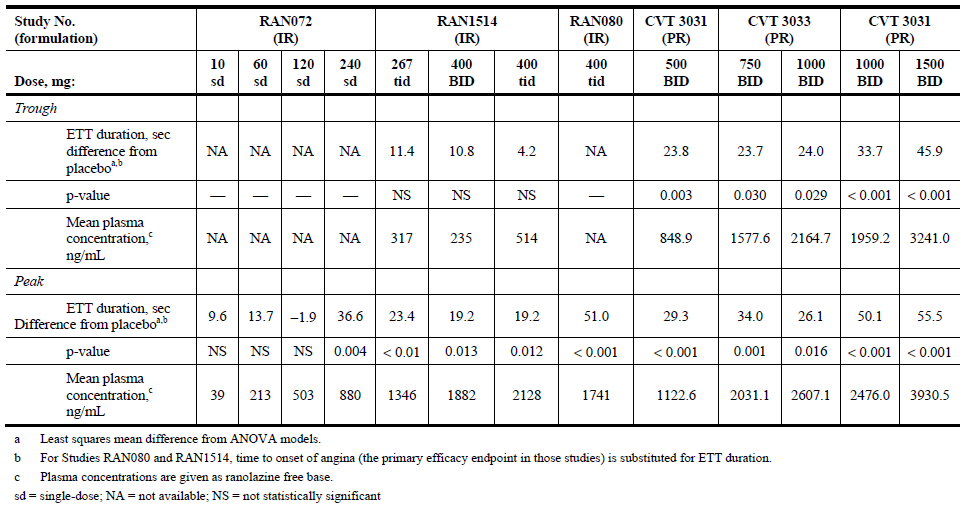 Study No. (formulation) RAN072 (IR) RAN1514 (IR) RAN080 (IR) CVT 3031 (PR) CVT 3033 (PR) CVT 3031 (PR)
Dose, mg: 10 sd 60 sd 120 sd 240 sd 267 tid 400 BID 400 tid 400 tid 500 BID 750 BID 1000 BID 1000 BID 1500 BID
Trough
ETT duration, sec difference from placebo a,b NA NA NA NA 11.4 10.8 4.2 NA 23.8 23.7 24.0 33.7 45.9
p-value — — — — NS NS NS — 0.003 0.030 0.029 < 0.001 < 0.001
Mean plasma concentration,c ng/mL NA NA NA NA 317 235 514 NA 848.9 1577.6 2164.7 1959.2 3241.0
Peak
ETT duration, sec Difference from placebo a,b 9.6 13.7 –1.9 36.6 23.4 19.2 19.2 51.0 29.3 34.0 26.1 50.1 55.5
p-value NS NS NS 0.004 < 0.01 0.013 0.012 < 0.001 < 0.001 0.001 0.016 < 0.001 < 0.001
Mean plasma concentration,c ng/mL 39 213 503 880 1346 1882 2128 1741 1122.6 2031.1 2607.1 2476.0 3930.5
a Least squares mean difference from ANOVA models.
b For Studies RAN080 and RAN1514, time to onset of angina (the primary efficacy endpoint in those studies) is substituted for ETT duration.
c Plasma concentrations are given as ranolazine free base.
sd = single-dose; NA = not available; NS = not statistically significant